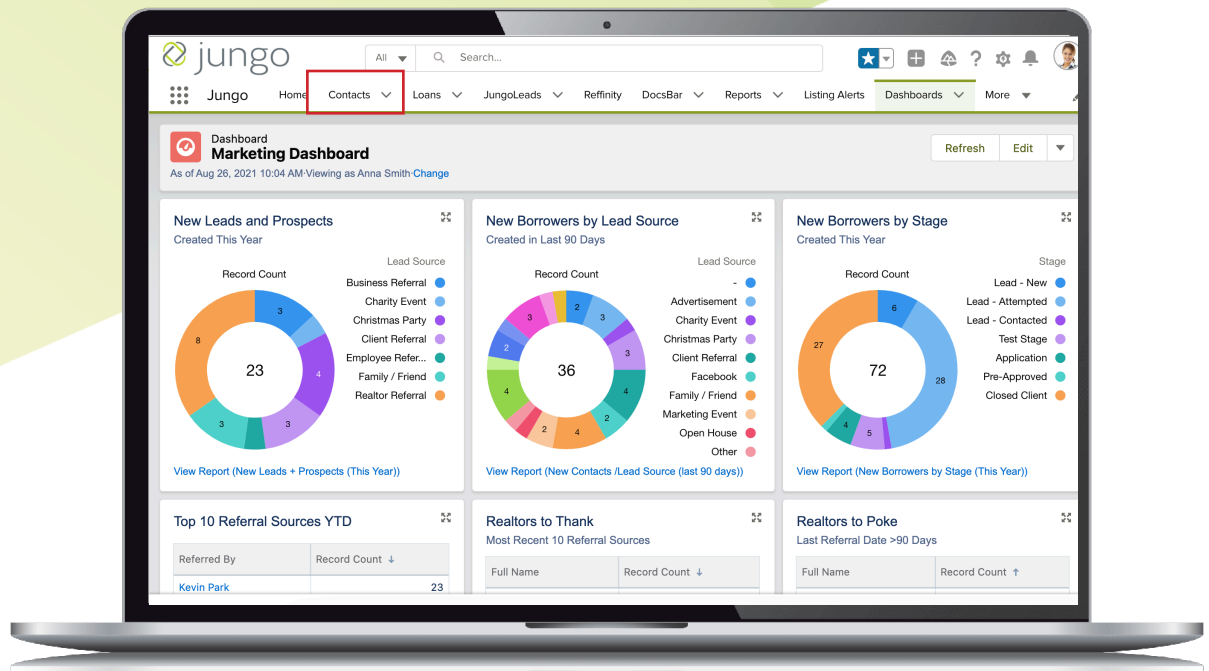 jungo
All
Search...
Jungo
Home
Contacts
Loans
JungoLeads
Reffinity
DocsBar
Reports
Listing Alerts
Dashboards
More
Dashboard
Marketing Dashboard
As of Aug 26, 2021 10:04 AM·Viewing as Anna Smith·Change
Refresh
Edit
New Leads and Prospects
Created This Year
Lead Source
Record Count
Business Referral
Charity Event
Christmas Party
Client Referral
Employee Refer...
Family / Friend
Realtor Referral
3
4
3
3
8
23
View Report (New Leads + Prospects (This Year))
New Borrowers by Lead Source
Created in Last 90 Days
Lead Source
Record Count
-
Advertisement
Charity Event
Christmas Party
Client Referral
Facebook
Family / Friend
Marketing Event
Open House
Other
2
3
3
4
2
4
2
4
2
3
36
View Report (New Contacts /Lead Source (last 90 days))
New Borrowers by Stage
Created This Year
Stage
Record Count
Lead - New
Lead - Attempted
Lead - Contacted
Test Stage
Application
Pre-Approved
Closed Client
6
28
5
4
27
72
View Report (New Borrowers by Stage (This Year))
Top 10 Referral Sources YTD
Referred By
Record Count ↓
Kevin Park
23
Realtors to Thank
Most Recent 10 Referral Sources
Full Name
Record Count ↓
Realtors to Poke
Last Referral Date >90 Days
Full Name
Record Count ↑